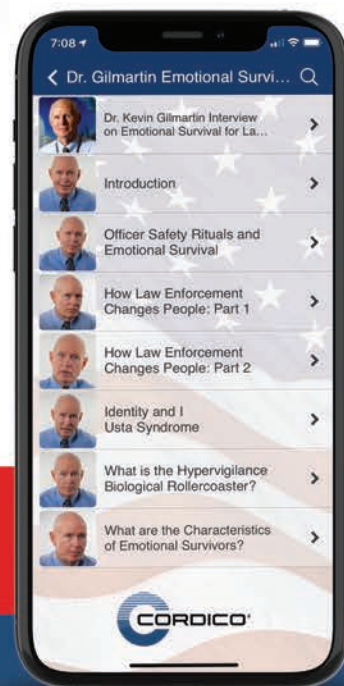 7:08
Dr. Gilmartin Emotional Survi...
Dr. Kevin Gilmartin Interview
on Emotional Survival for La...
Introduction
Officer Safety Rituals and
Emotional Survival
How Law Enforcement
Changes People: Part 1
How Law Enforcement
Changes People: Part 2
Identity and I
Usta Syndrome
What is the Hypervigilance
Biological Rollercoaster?
What are the Characteristics
of Emotional Survivors?
CORDICO